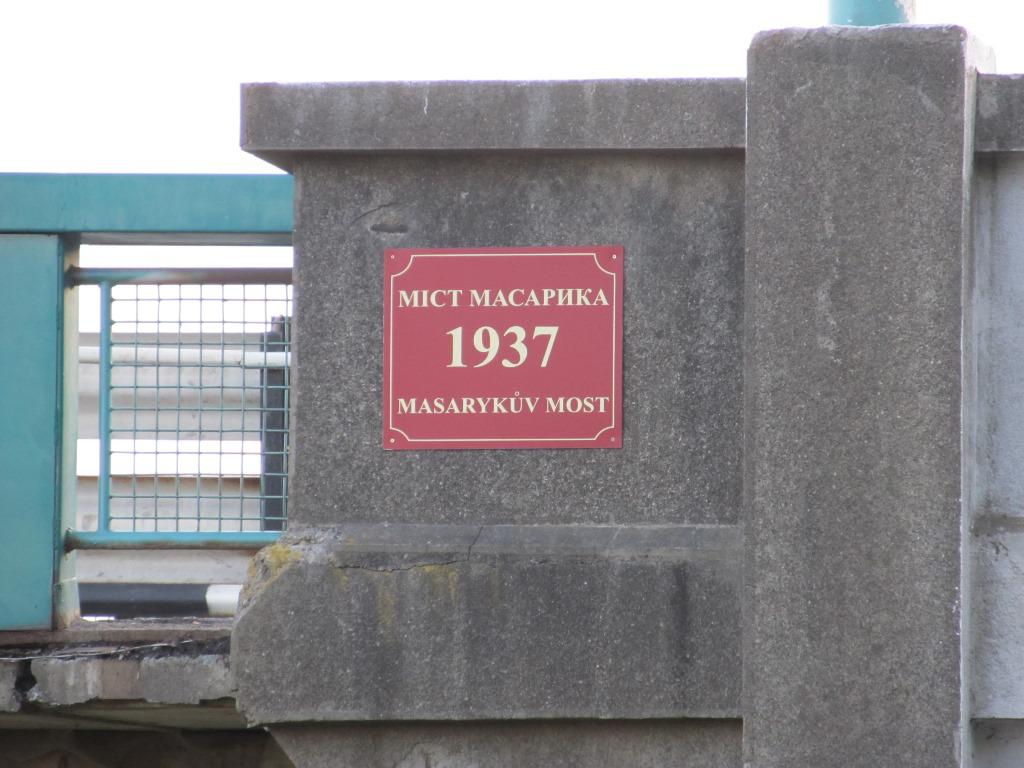 МІСТ МАСАРИКА
1937
MASARYKŮV MOST